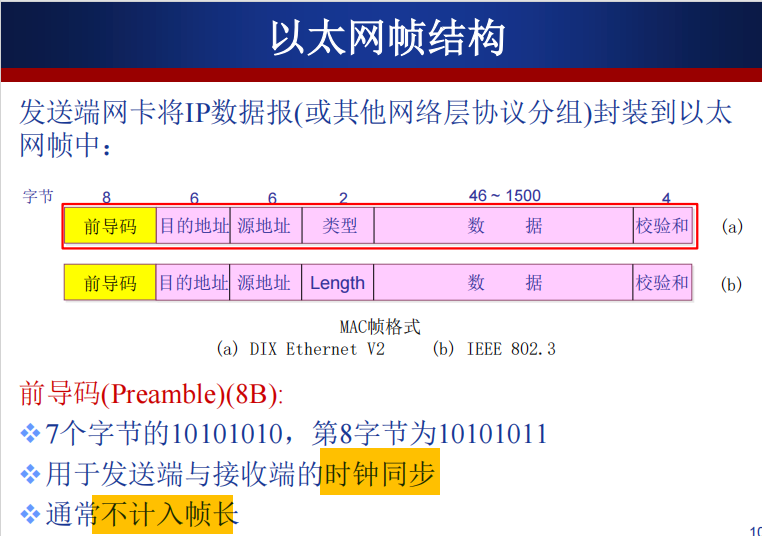 以太网帧结构
发送端网卡将IP数据报(或其他网络层协议分组)封装到以太
网帧中：
字节 8 6 6 2 46 ~ 1500 4
前导码 目的地址 源地址 类型 数 据 校验和 (a)
前导码 目的地址 源地址 Length 数 据 校验和 (b)
MAC帧格式
(a) DIX Ethernet V2 (b) IEEE 802.3
前导码(Preamble)(8B):
❖7个字节的10101010，第8字节为10101011
❖用于发送端与接收端的时钟同步
❖通常不计入帧长